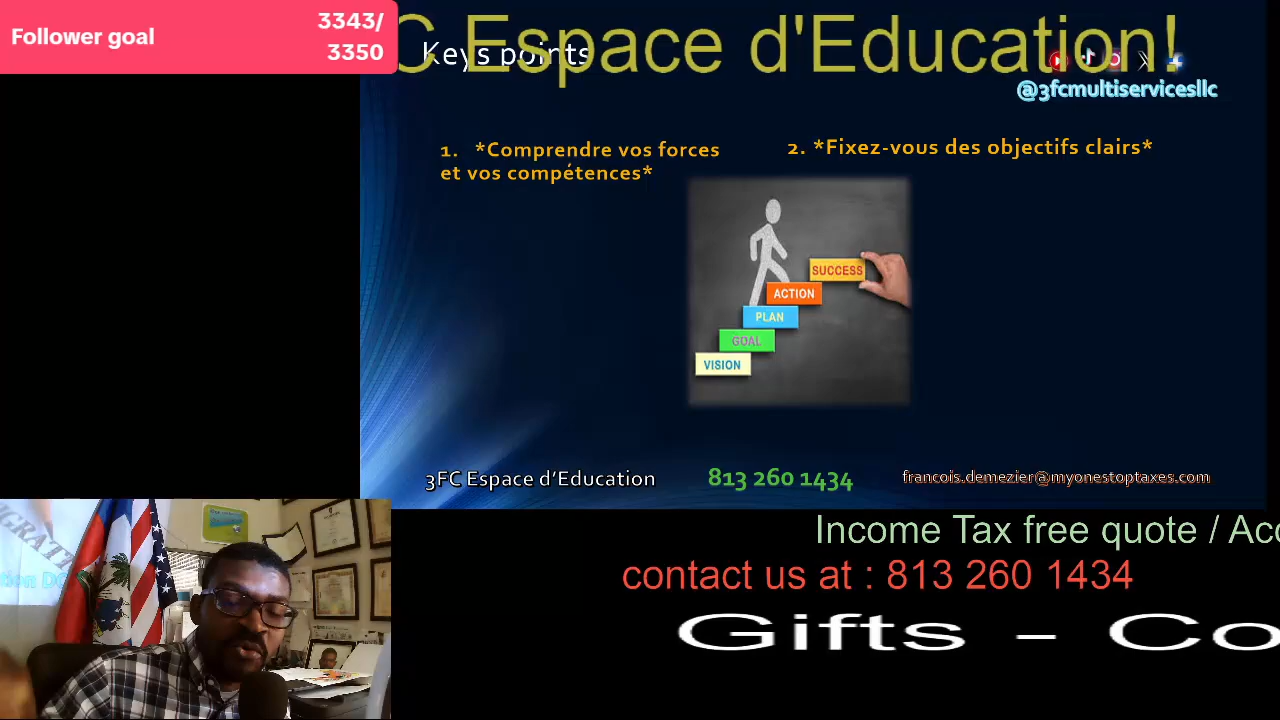 Follower goal
3343/
3350
C Espace d'Education!
Keys points
@3fcmultiservicesllc
1. *Comprendre vos forces
et vos compétences*
2. *Fixez-vous des objectifs clairs*
SUCCESS
ACTION
PLAN
GOAL
VISION
3FC Espace d'Education
813 260 1434
francois.demezier@myonestoptaxes.com
Income Tax free quote / Acc
contact us at : 813 260 1434
Gifts - Co